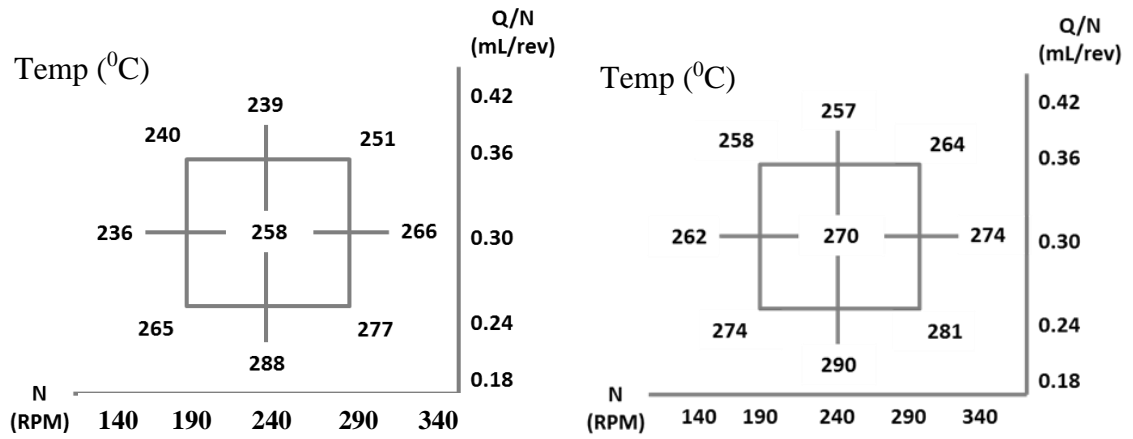 Q/N
(mL/rev)
Temp (⁰C)
0.42
239
240 251
0.36
236 258 266
0.30
265 277
0.24
288
0.18
N
(RPM)
140 190 240 290 340
Q/N
(mL/rev)
Temp (⁰C)
0.42
257
258 264
0.36
262 270 274
0.30
274 281
0.24
290
0.18
N
(RPM)
140 190 240 290 340